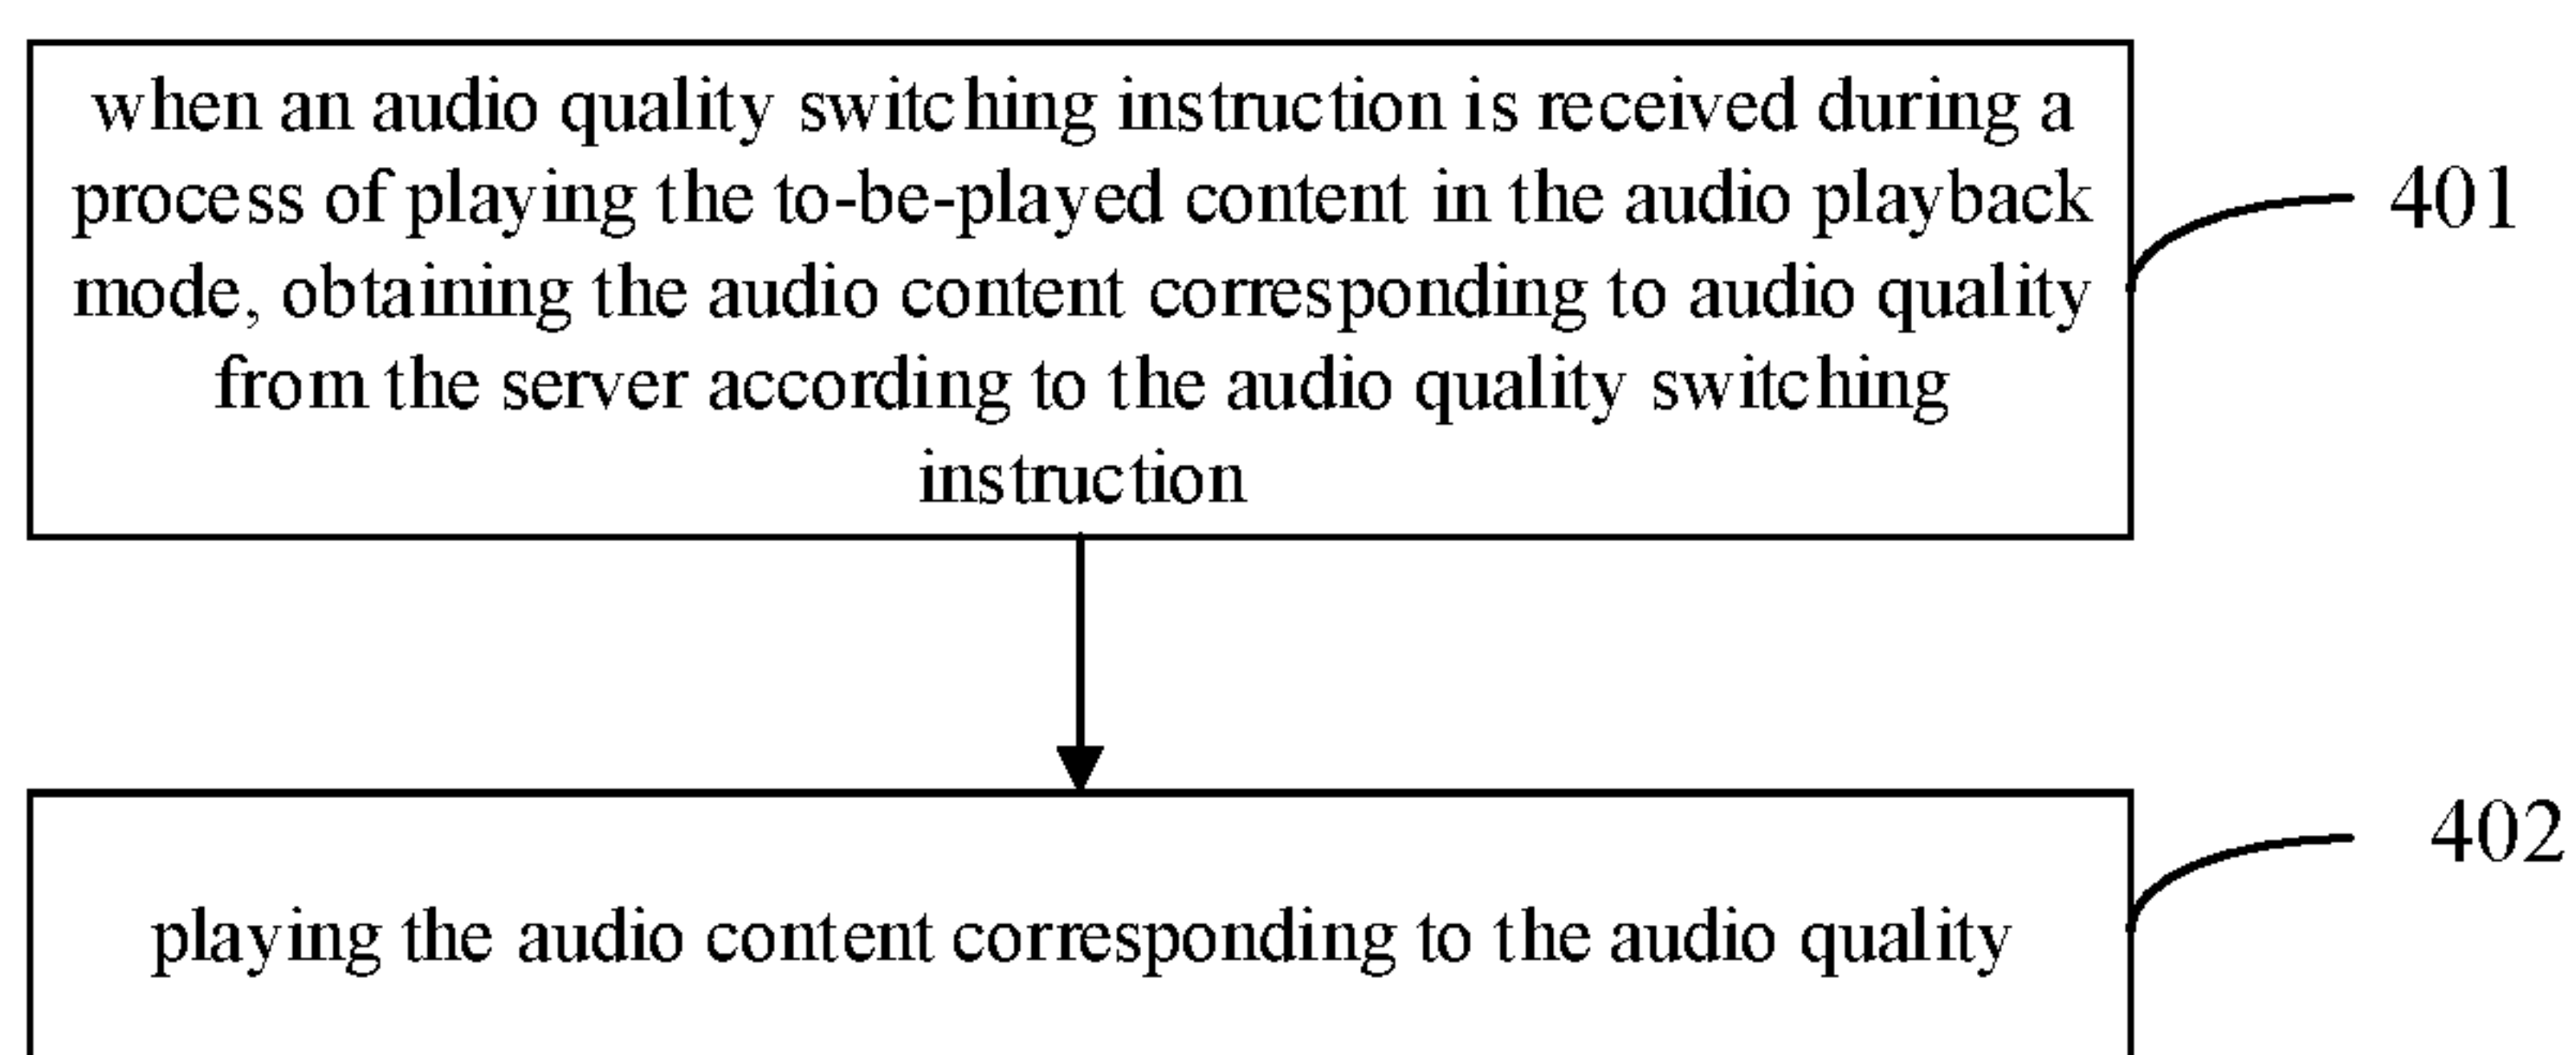 when an audio quality switching instruction is received during a
process of playing the to-be-played content in the audio playback
mode, obtaining the audio content corresponding to audio quality
from the server according to the audio quality switching
instruction
401
playing the audio content corresponding to the audio quality
402